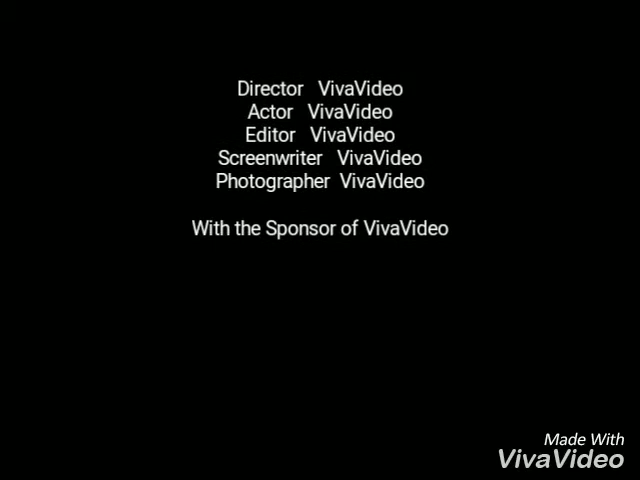 Director VivaVideo
Actor VivaVideo
Editor VivaVideo
Screenwriter VivaVideo
Photographer VivaVideo
With the Sponsor of VivaVideo
Made With
VivaVideo